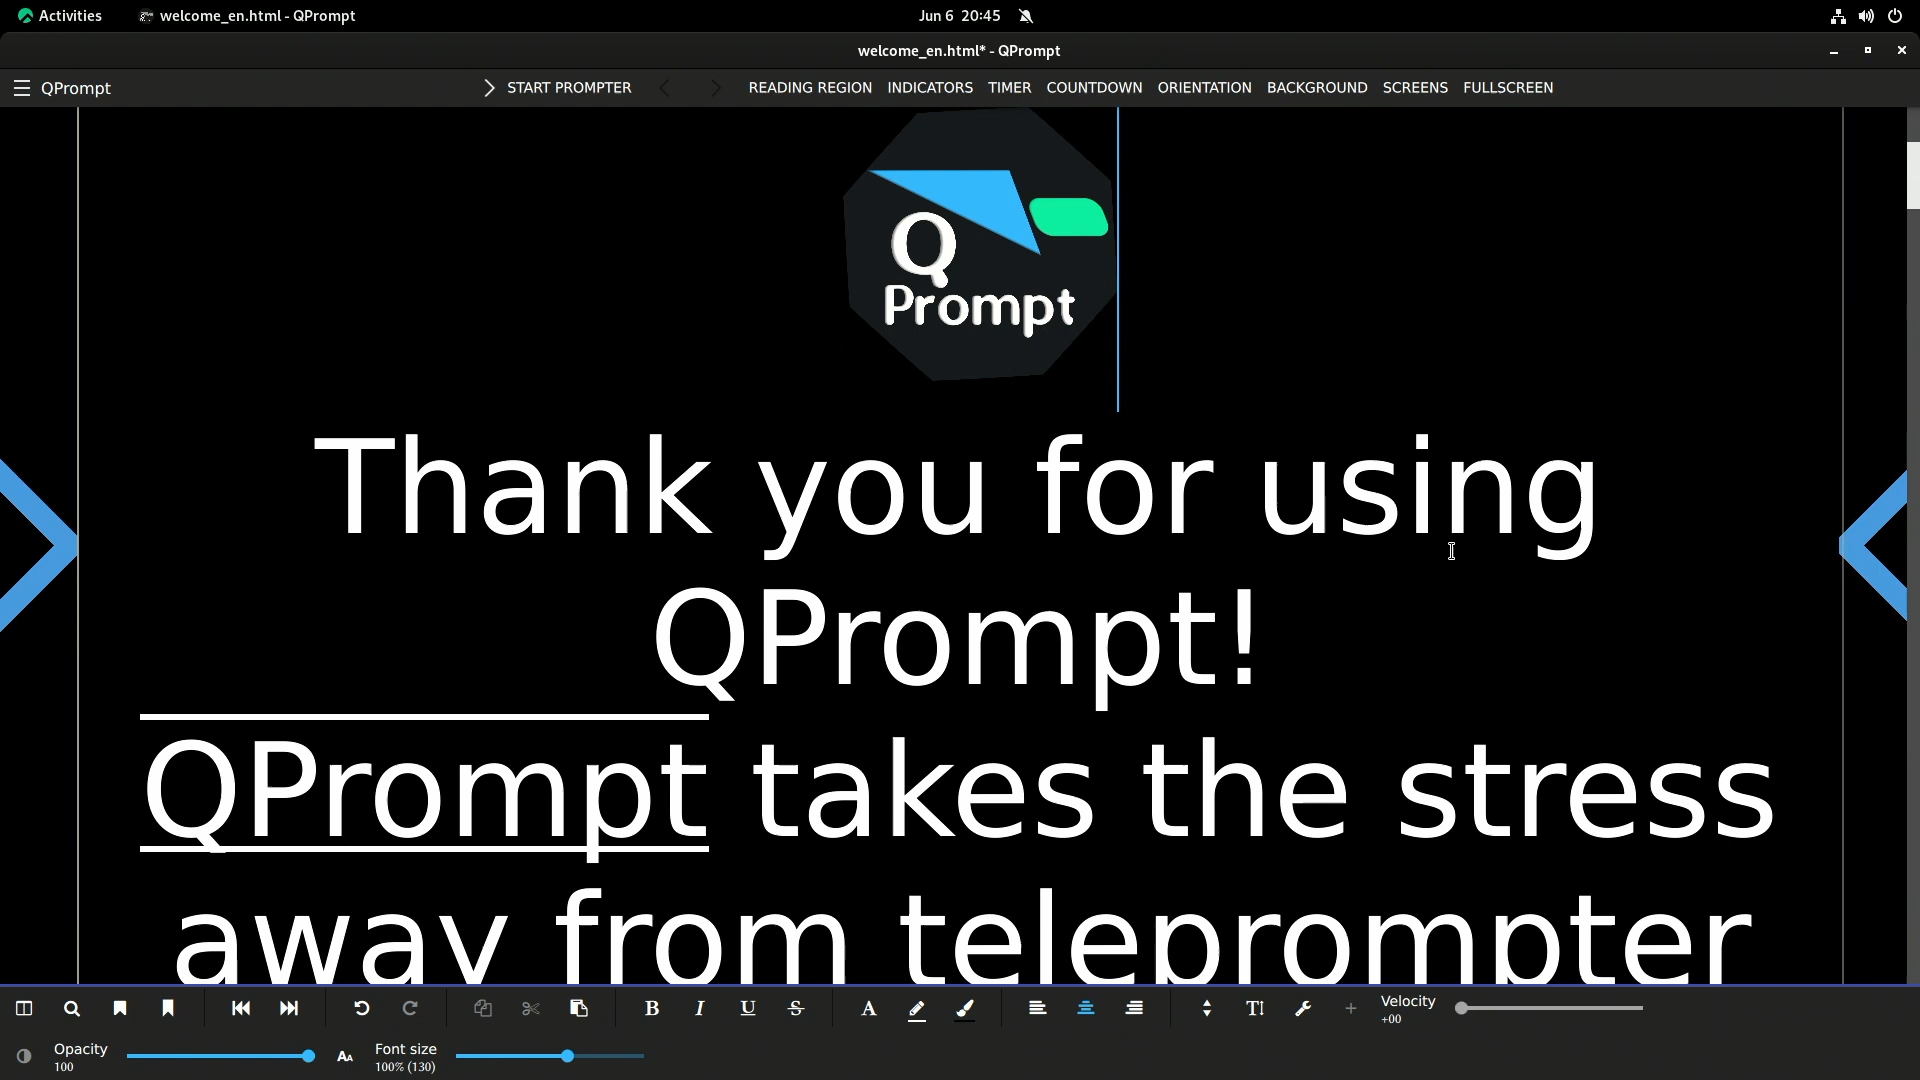 Activities
welcome_en.html - QPrompt
Jun 6 20:45
welcome_en.html* - QPrompt
QPrompt
START PROMPTER
READING REGION
INDICATORS
TIMER
COUNTDOWN
ORIENTATION
BACKGROUND
SCREENS
FULLSCREEN
Q
Prompt
Thank you for using
QPrompt!
QPrompt takes the stress
away from teleprompter
B I U S A T
Velocity
+00
Opacity
100
AA
Font size
100% (130)